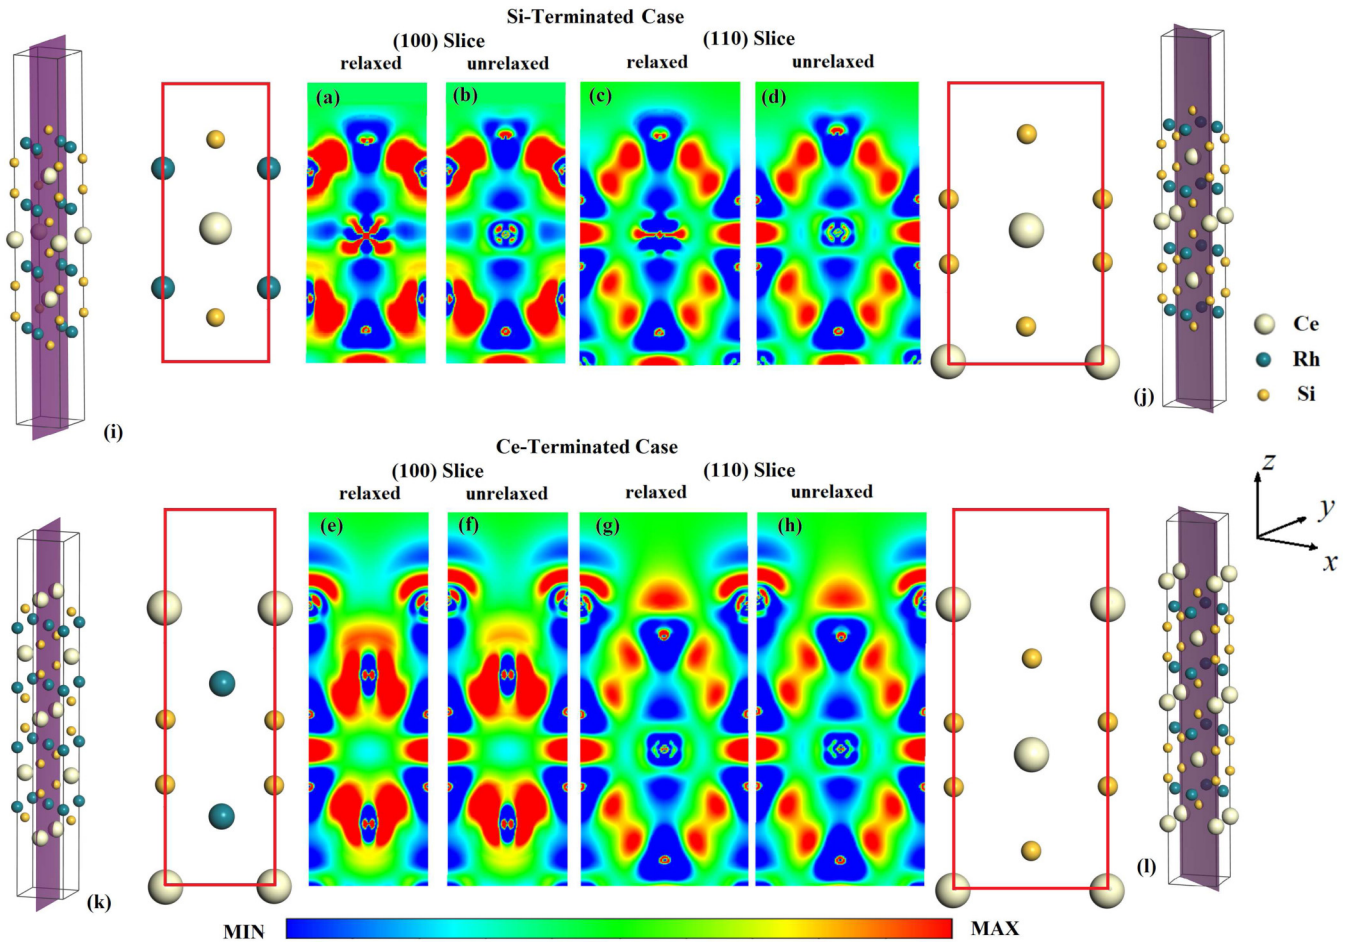 Si-Terminated Case
(100) Slice
(110) Slice
relaxed
unrelaxed
relaxed
unrelaxed
(a)
(b)
(c)
(d)
Ce
Rh
Si
(i)
(j)
Ce-Terminated Case
(100) Slice
(110) Slice
relaxed
unrelaxed
relaxed
unrelaxed
(e)
(f)
(g)
(h)
z
y
x
(k)
(l)
MIN
MAX